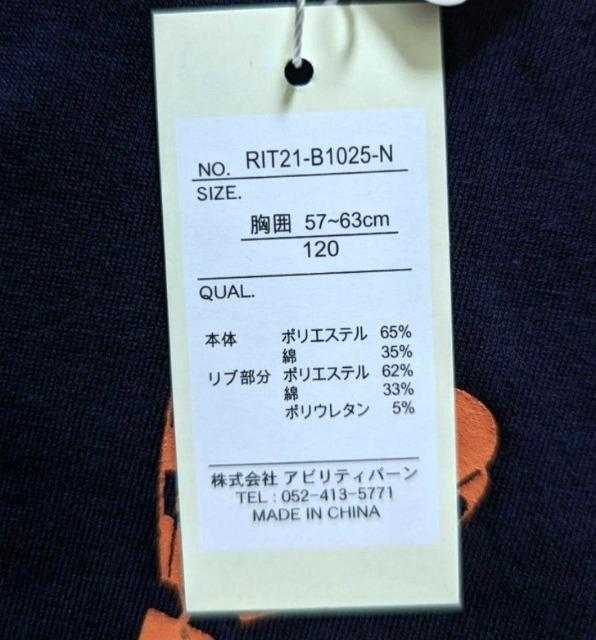 NO. RIT21-B1025-N
SIZE.
胸囲 57~63cm
120
QUAL.
本体 ポリエステル 65%
綿 35%
リブ部分 ポリエステル 62%
綿 33%
ポリウレタン 5%
株式会社 アビリティバーン
TEL : 052-413-5771
MADE IN CHINA